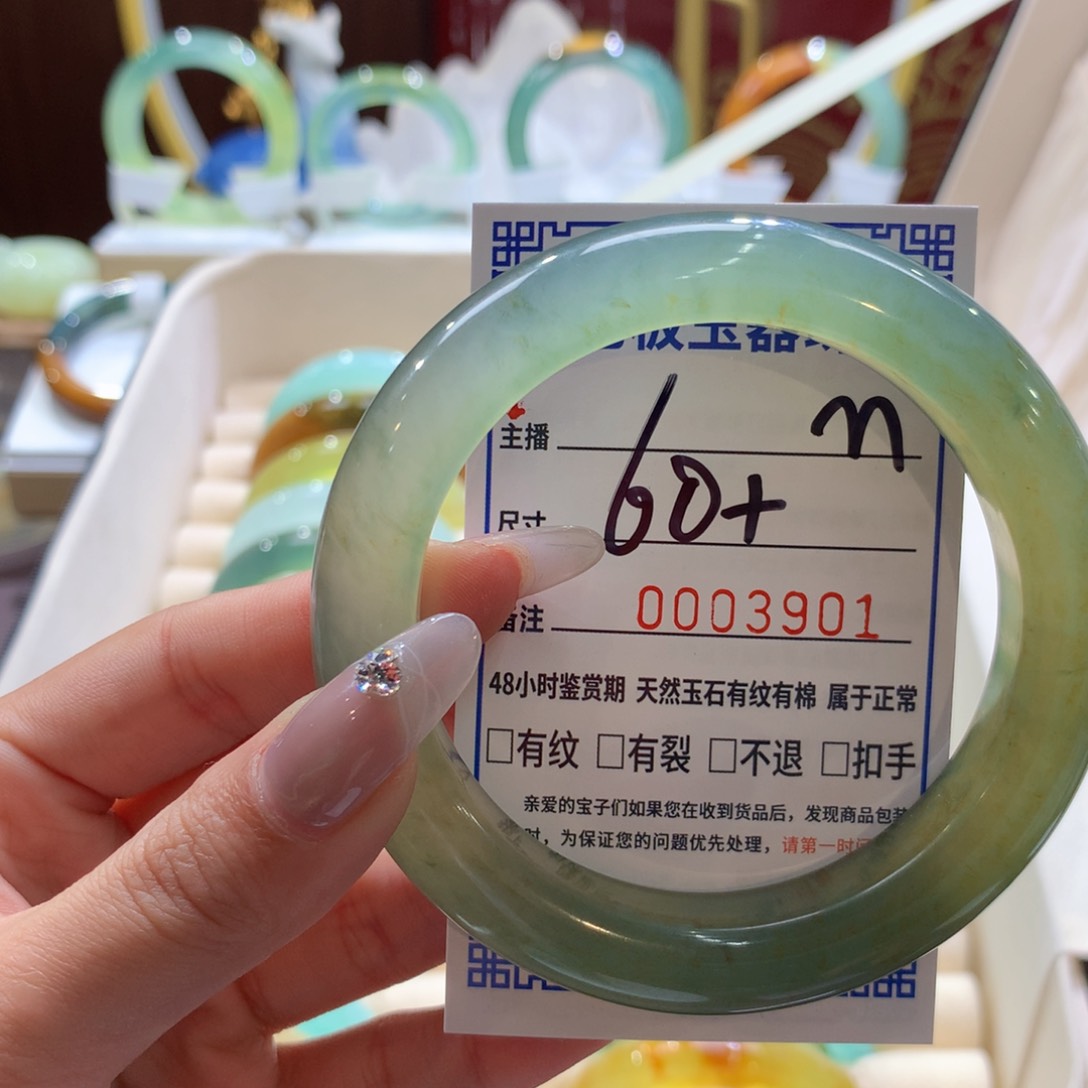 板玉器
主播 n
尺寸 60+
备注 0003901
48小时鉴赏期 天然玉石有纹有棉 属于正常
□有纹 □有裂 □不退 □扣手
亲爱的宝子们如果您在收到货品后，发现商品包装
时，为保证您的问题优先处理，请第一时